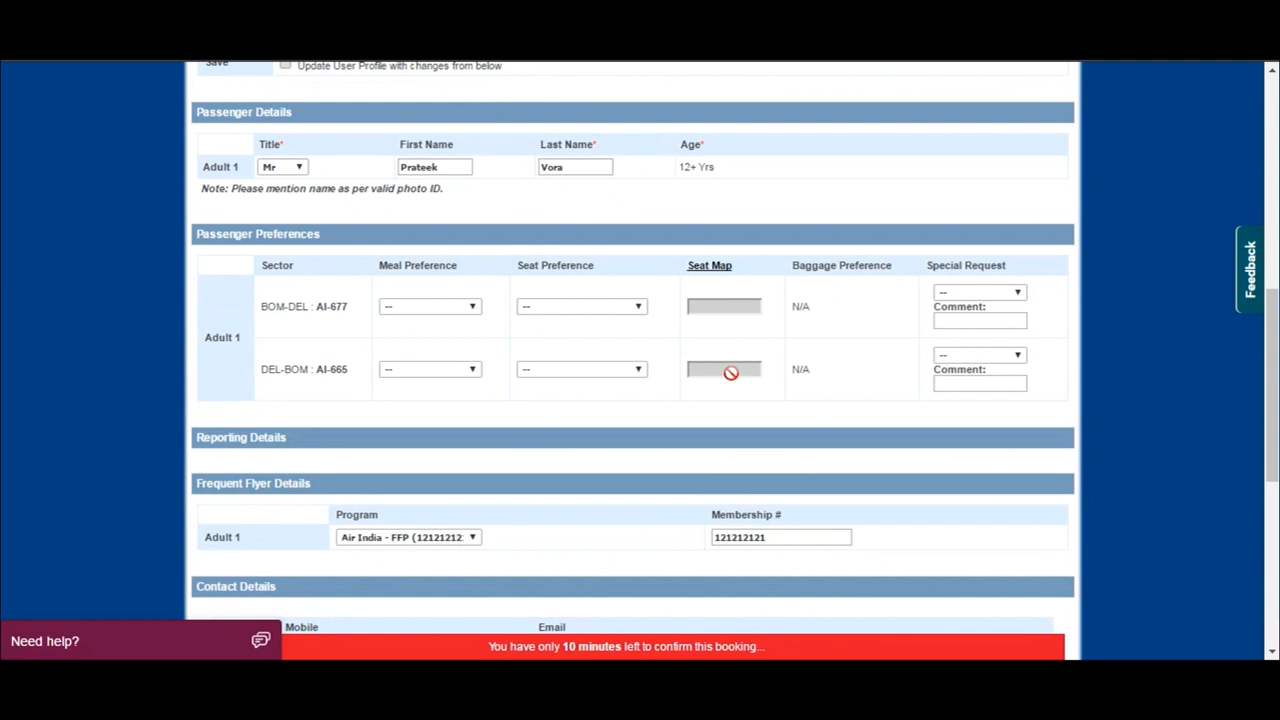 Save Update User Profile with changes from below
Passenger Details
Title* First Name Last Name* Age*
Adult 1 Mr Prateek Vora 12+ Yrs
Note: Please mention name as per valid photo ID.
Passenger Preferences
Sector Meal Preference Seat Preference Seat Map Baggage Preference Special Request
BOM-DEL : AI-677 -- -- N/A --
Comment:
Adult 1
DEL-BOM : AI-665 -- -- N/A --
Comment:
Reporting Details
Frequent Flyer Details
Program Membership #
Adult 1 Air India - FFP (12121212: 121212121
Contact Details
Mobile Email
Need help?
You have only 10 minutes left to confirm this booking...
Feedback